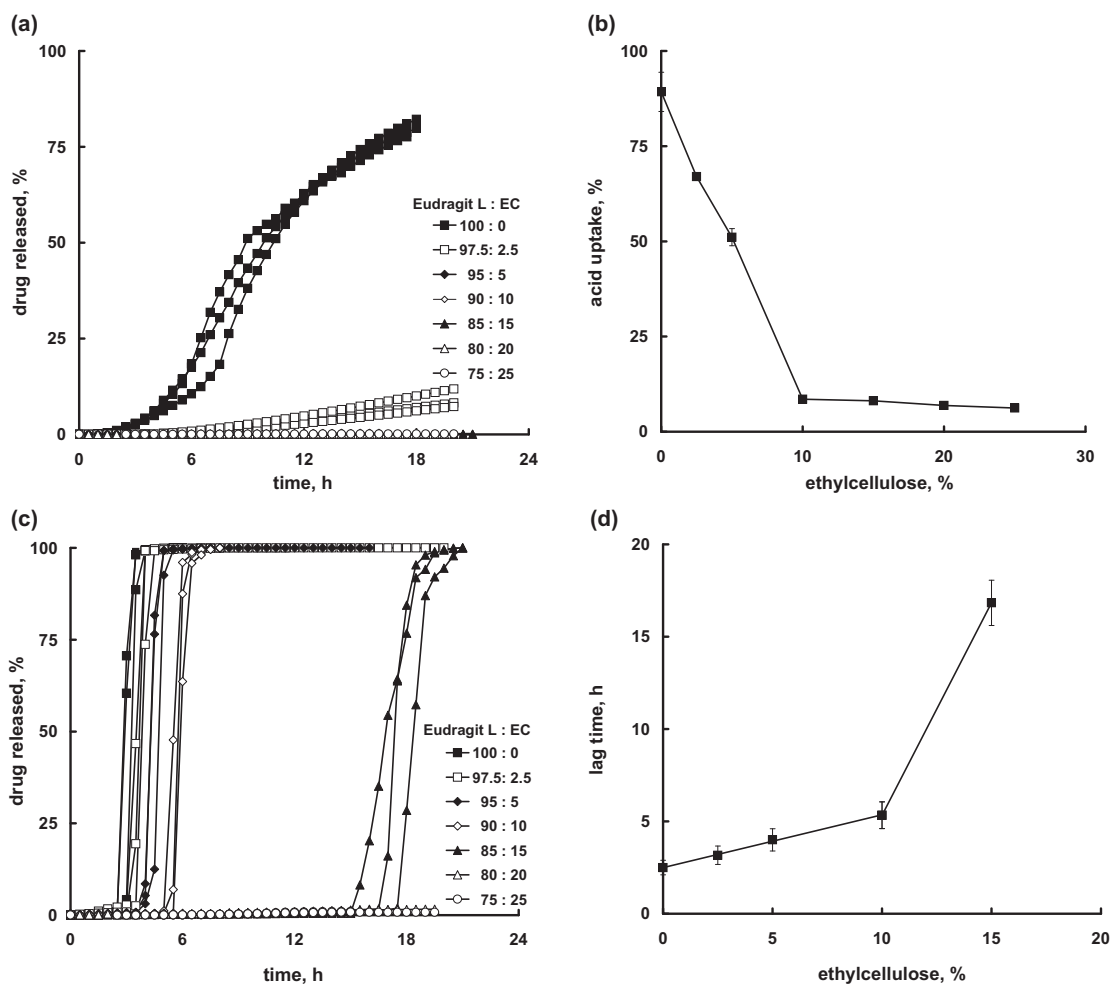 (a)
100
75
50
25
0
0 6 12 18 24
drug released, %
time, h
Eudragit L : EC
100 : 0
97.5: 2.5
95 : 5
90 : 10
85 : 15
80 : 20
75 : 25
(b)
100
75
50
25
0
0 10 20 30
acid uptake, %
ethylcellulose, %
(c)
100
75
50
25
0
0 6 12 18 24
drug released, %
time, h
Eudragit L : EC
100 : 0
97.5: 2.5
95 : 5
90 : 10
85 : 15
80 : 20
75 : 25
(d)
20
17
14
5
3
0
0 5 10 15 20
lag time, h
ethylcellulose, %